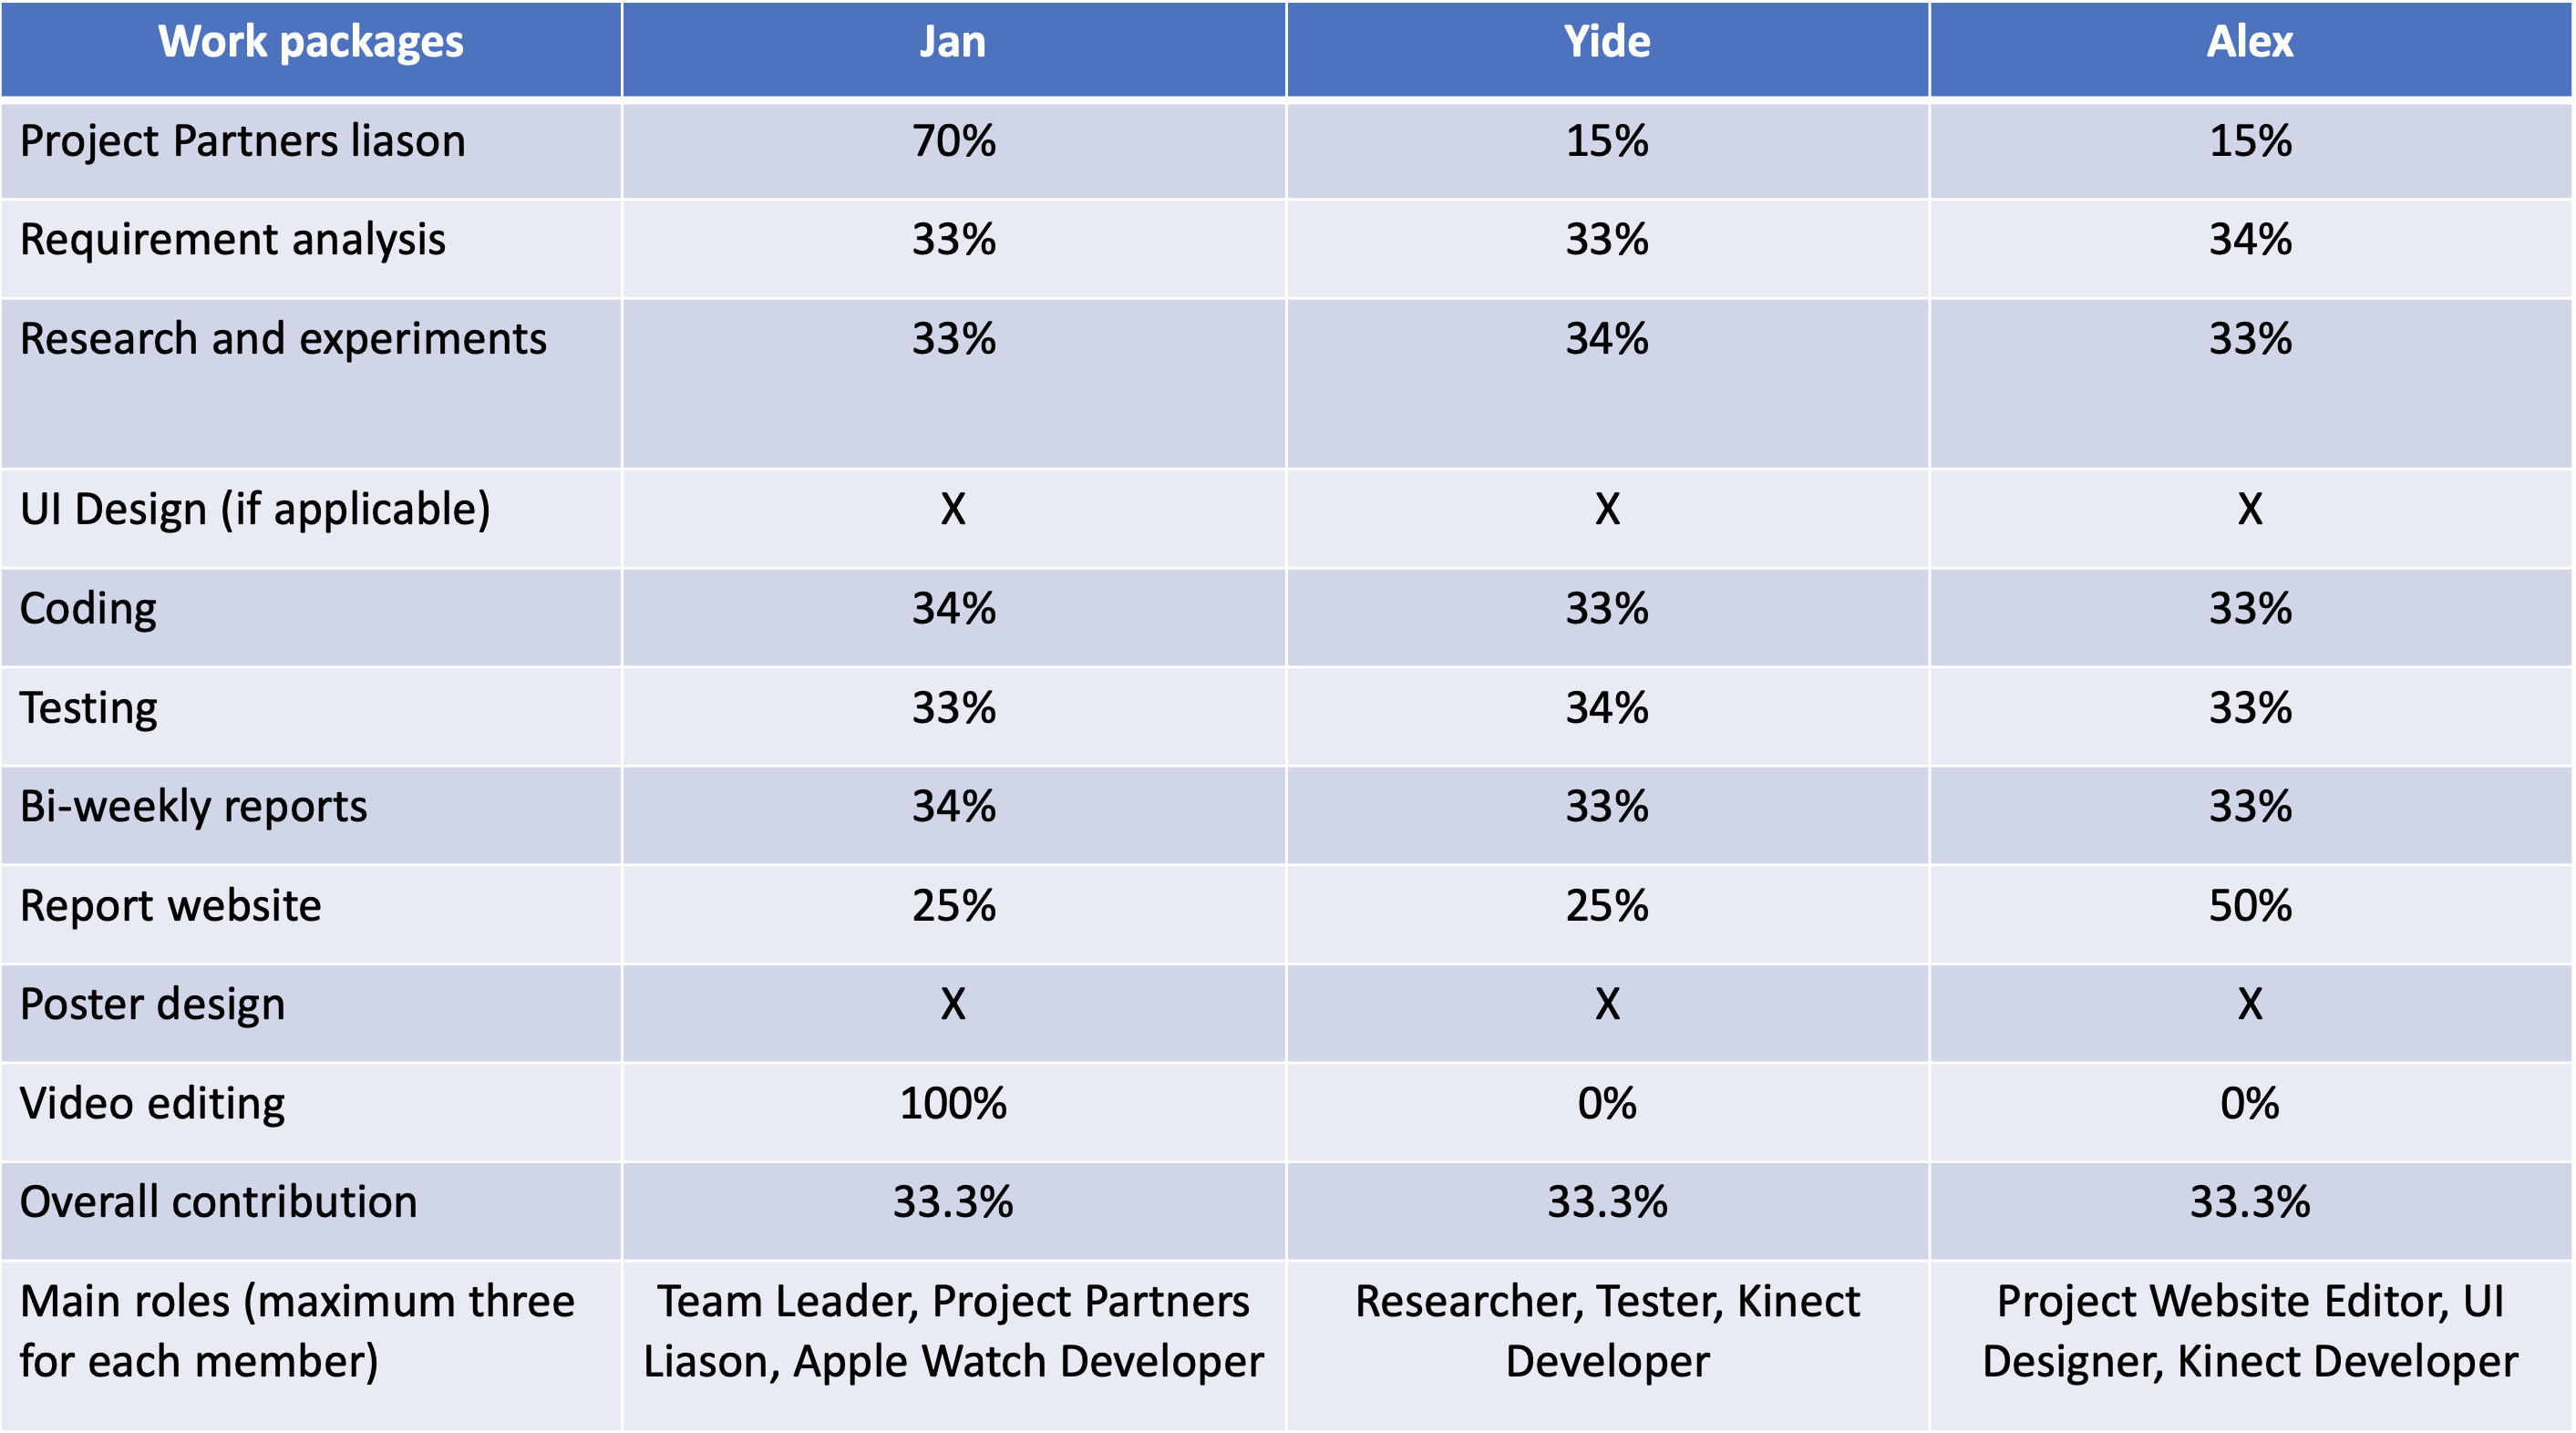 Work packages Jan Yide Alex
Project Partners liason 70% 15% 15%
Requirement analysis 33% 33% 34%
Research and experiments 33% 34% 33%
UI Design (if applicable) X X X
Coding 34% 33% 33%
Testing 33% 34% 33%
Bi-weekly reports 34% 33% 33%
Report website 25% 25% 50%
Poster design X X X
Video editing 100% 0% 0%
Overall contribution 33.3% 33.3% 33.3%
Main roles (maximum three
for each member)
Team Leader, Project Partners
Liason, Apple Watch Developer
Researcher, Tester, Kinect
Developer
Project Website Editor, UI
Designer, Kinect Developer